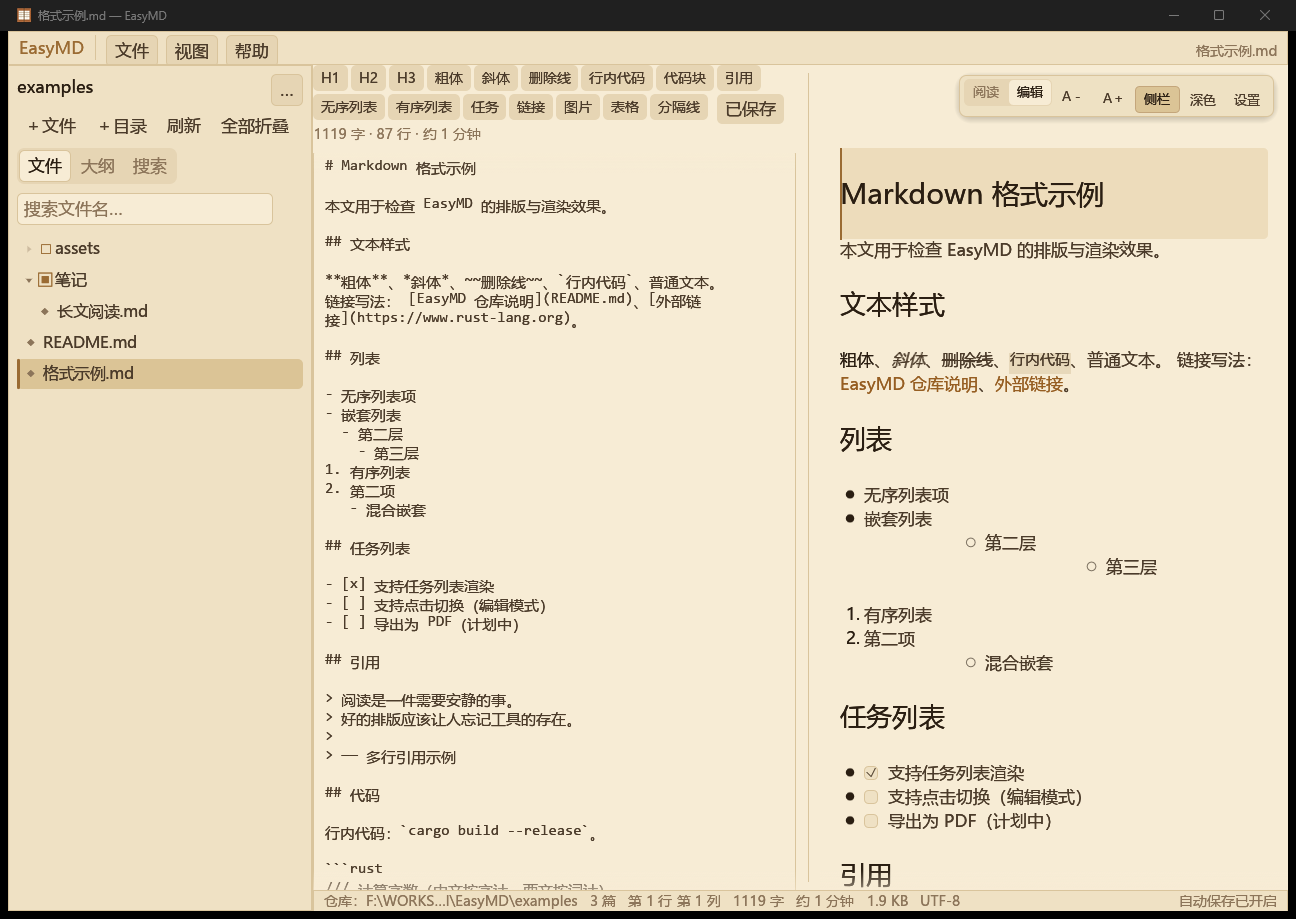 格式示例.md — EasyMD
EasyMD 文件 视图 帮助 格式示例.md
examples ...
+文件 +目录 刷新 全部折叠
文件 大纲 搜索
搜索文件名...
assets
笔记
长文阅读.md
README.md
格式示例.md
H1 H2 H3 粗体 斜体 删除线 行内代码 代码块 引用
无序列表 有序列表 任务 链接 图片 表格 分隔线 已保存
1119 字 · 87 行 · 约 1 分钟
# Markdown 格式示例
本文用于检查 EasyMD 的排版与渲染效果。
## 文本样式
**粗体**、*斜体*、~~删除线~~、`行内代码`、普通文本。
链接写法： [EasyMD 仓库说明](README.md)、[外部链
接](https://www.rust-lang.org)。
## 列表
- 无序列表项
- 嵌套列表
- 第二层
- 第三层
1. 有序列表
2. 第二项
- 混合嵌套
## 任务列表
- [x] 支持任务列表渲染
- [ ] 支持点击切换（编辑模式）
- [ ] 导出为 PDF（计划中）
## 引用
> 阅读是一件需要安静的事。
> 好的排版应该让人忘记工具的存在。
>
> —— 多行引用示例
## 代码
行内代码：`cargo build --release`。
```rust
阅读 编辑 A - A + 侧栏 深色 设置
Markdown 格式示例
本文用于检查 EasyMD 的排版与渲染效果。
文本样式
粗体、斜体、删除线、行内代码、普通文本。 链接写法：
EasyMD 仓库说明、外部链接。
列表
● 无序列表项
● 嵌套列表
○ 第二层
○ 第三层
1. 有序列表
2. 第二项
○ 混合嵌套
任务列表
● 支持任务列表渲染
● 支持点击切换（编辑模式）
● 导出为 PDF（计划中）
引用
仓库：F:\WORKS...l\EasyMD\examples 3 篇 第 1 行 第 1 列 1119 字 约 1 分钟 1.9 KB UTF-8 自动保存已开启